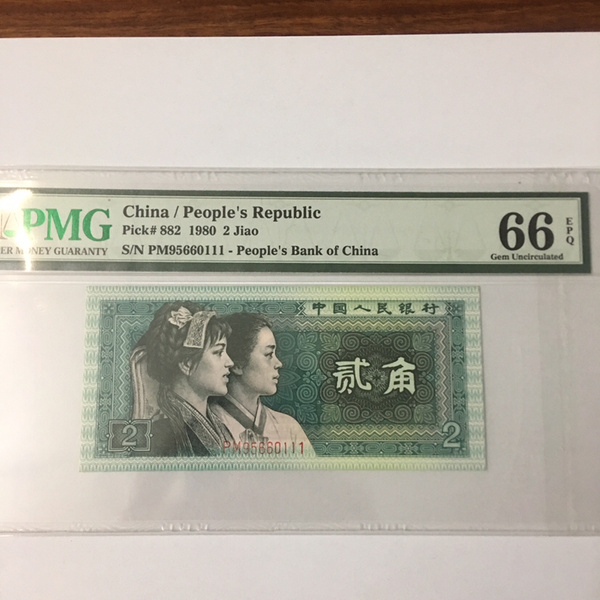 PMG
ER MONEY GUARANTY
China / People's Republic
Pick# 882 1980 2 Jiao
S/N PM95660111 - People's Bank of China
66
EPQ
Gem Uncirculated
中国人民银行
贰角
PM95660111
2
2